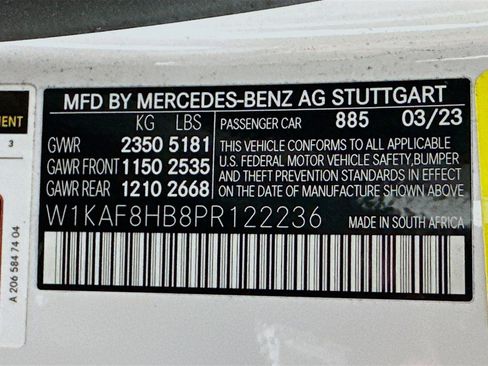 MFD BY MERCEDES-BENZ AG STUTTGART
KG LBS
GVWR 2350 5181
GAWR FRONT 1150 2535
GAWR REAR 1210 2668
PASSENGER CAR 885 03/23
THIS VEHICLE CONFORMS TO ALL APPLICABLE
U.S. FEDERAL MOTOR VEHICLE SAFETY, BUMPER
AND THEFT PREVENTION STANDARDS IN EFFECT
ON THE DATE OF MANUFACTURE SHOWN ABOVE.
W1KAF8HB8PR122236
MADE IN SOUTH AFRICA
3
A 206 584 74 04